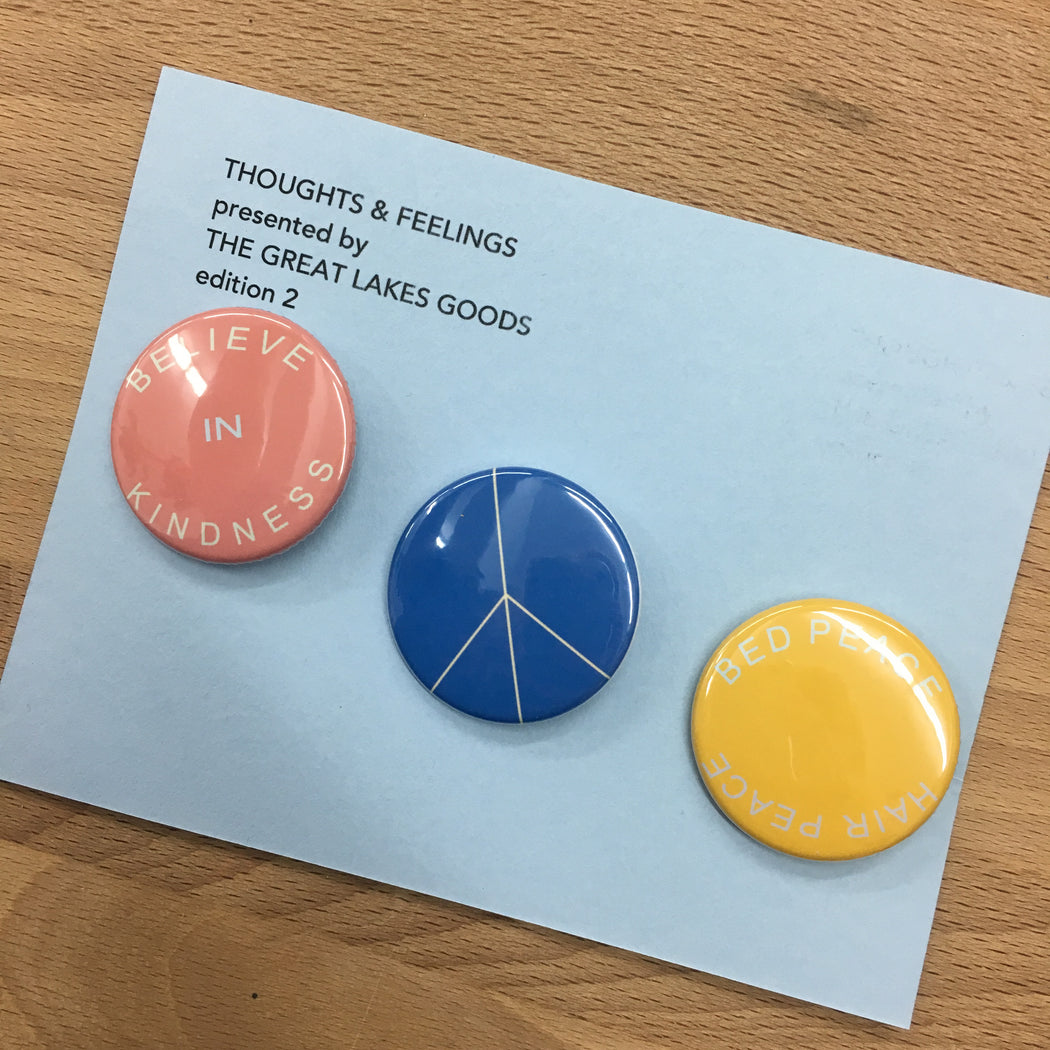 THOUGHTS & FEELINGS
presented by
THE GREAT LAKES GOODS
edition 2
BELIEVE
IN
KINDNESS
BED PEACE
HAIR PEACE